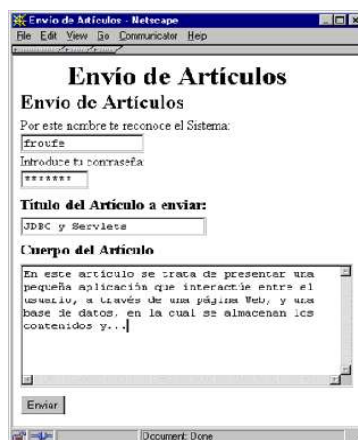 Envío de Artículos - Netscape
File Edit View Go Communicator Help
Envío de Artículos
Envío de Artículos
Por este nombre te reconoce el Sistema:
froufe
Introduce tu contraseña:
*******
Título del Artículo a enviar:
JDBC y Servlets
Cuerpo del Artículo
En este artículo se trata de presentar una
pequeña aplicación que interactúe entre el
usuario, a través de una página Web, y una
base de datos, en la cual se almacenan los
contenidos y...
Enviar
Document: Done